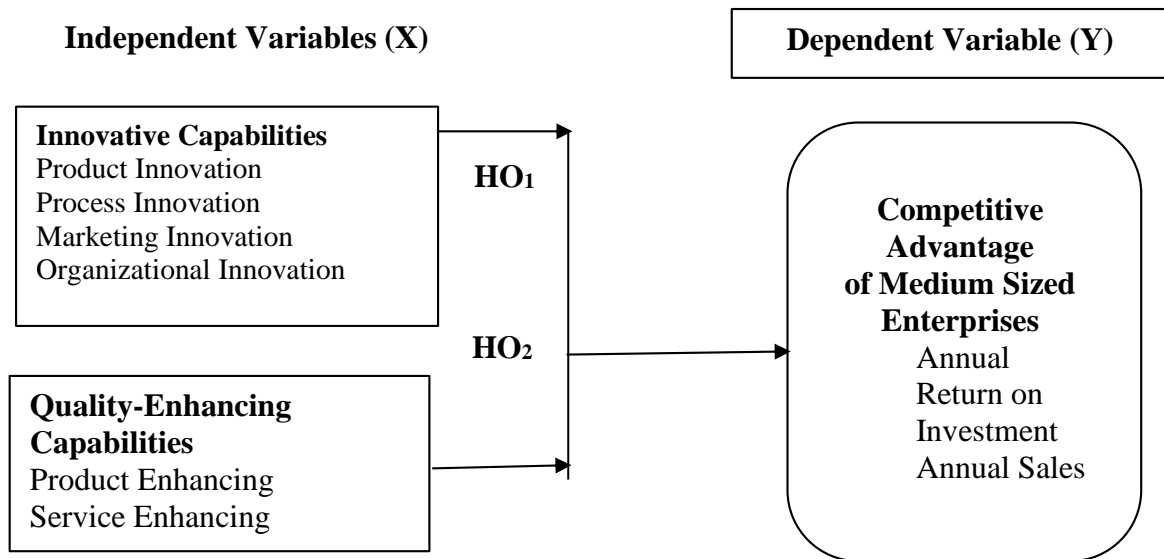 Independent Variables (X)
Dependent Variable (Y)
Innovative Capabilities
Product Innovation
Process Innovation
Marketing Innovation
Organizational Innovation
HO1
HO2
Quality-Enhancing
Capabilities
Product Enhancing
Service Enhancing
Competitive
Advantage
of Medium Sized
Enterprises
Annual
Return on
Investment
Annual Sales